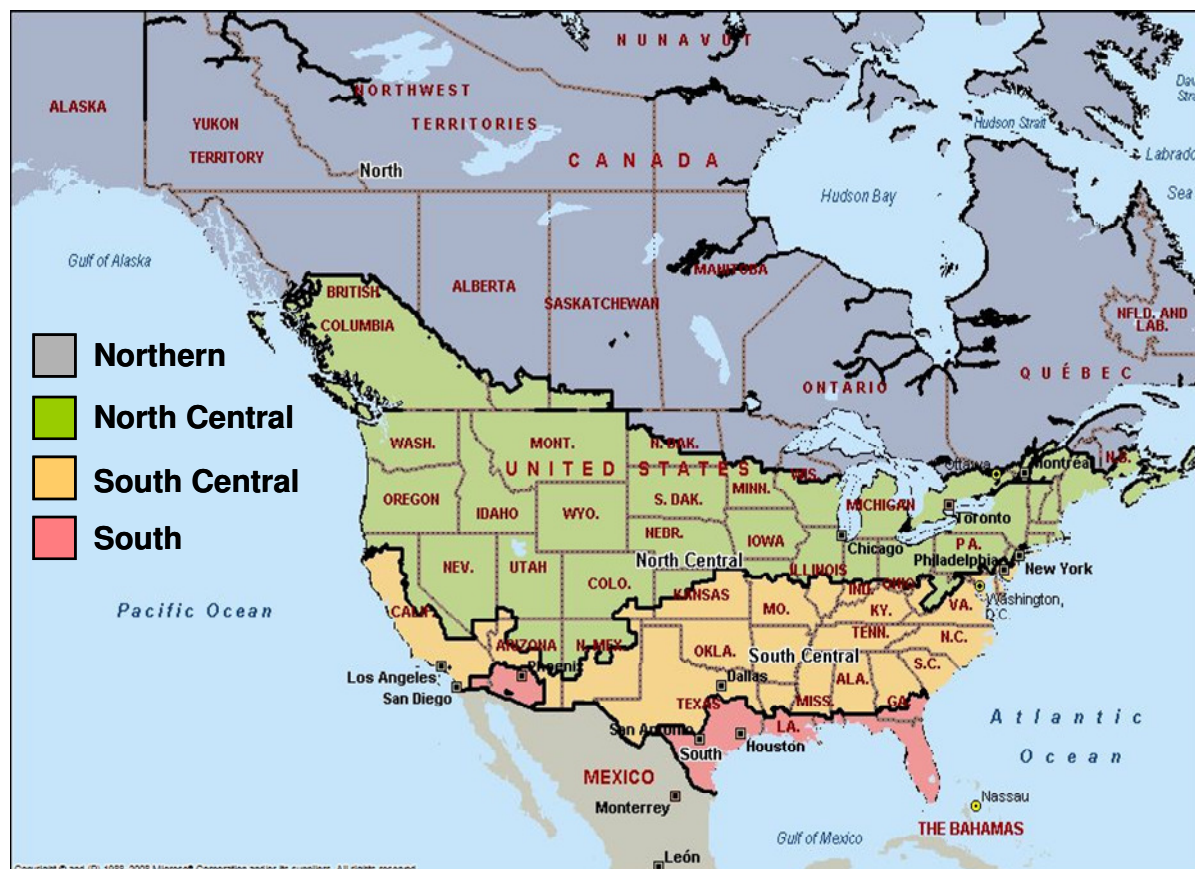 NUNAVUT
ALASKA
NORTHWEST
YUKON
TERRITORY
TERRITORIES
North
CANADA
Hudson Strait
Labrador
Sea
Hudson Bay
Gulf of Alaska
BRITISH
COLUMBIA
ALBERTA
SASKATCHEWAN
MANITOBA
ONTARIO
QUÉBEC
NFLD. AND
LAB.
Northern
North Central
South Central
South
WASH.
MONT.
N. DAK.
UNITED STATES
OREGON
IDAHO
WYO.
S. DAK.
MINN.
WIS.
MICHIGAN
Ottawa
Montréal
N.S.
Toronto
NEBR.
IOWA
Chicago
PA.
Philadelphia
New York
NEV.
UTAH
COLO.
North Central
ILLINOIS
IND.
OHIO
Washington,
D.C.
Pacific Ocean
CALIF.
KANSAS
MO.
KY.
VA.
ARIZONA
N. MEX.
OKLA.
TENN.
N.C.
South Central
S.C.
Los Angeles
San Diego
Phoenix
Dallas
TEXAS
MISS.
ALA.
GA.
LA.
San Antonio
South
Houston
Atlantic
Ocean
MEXICO
Monterrey
Nassau
THE BAHAMAS
Gulf of Mexico
León